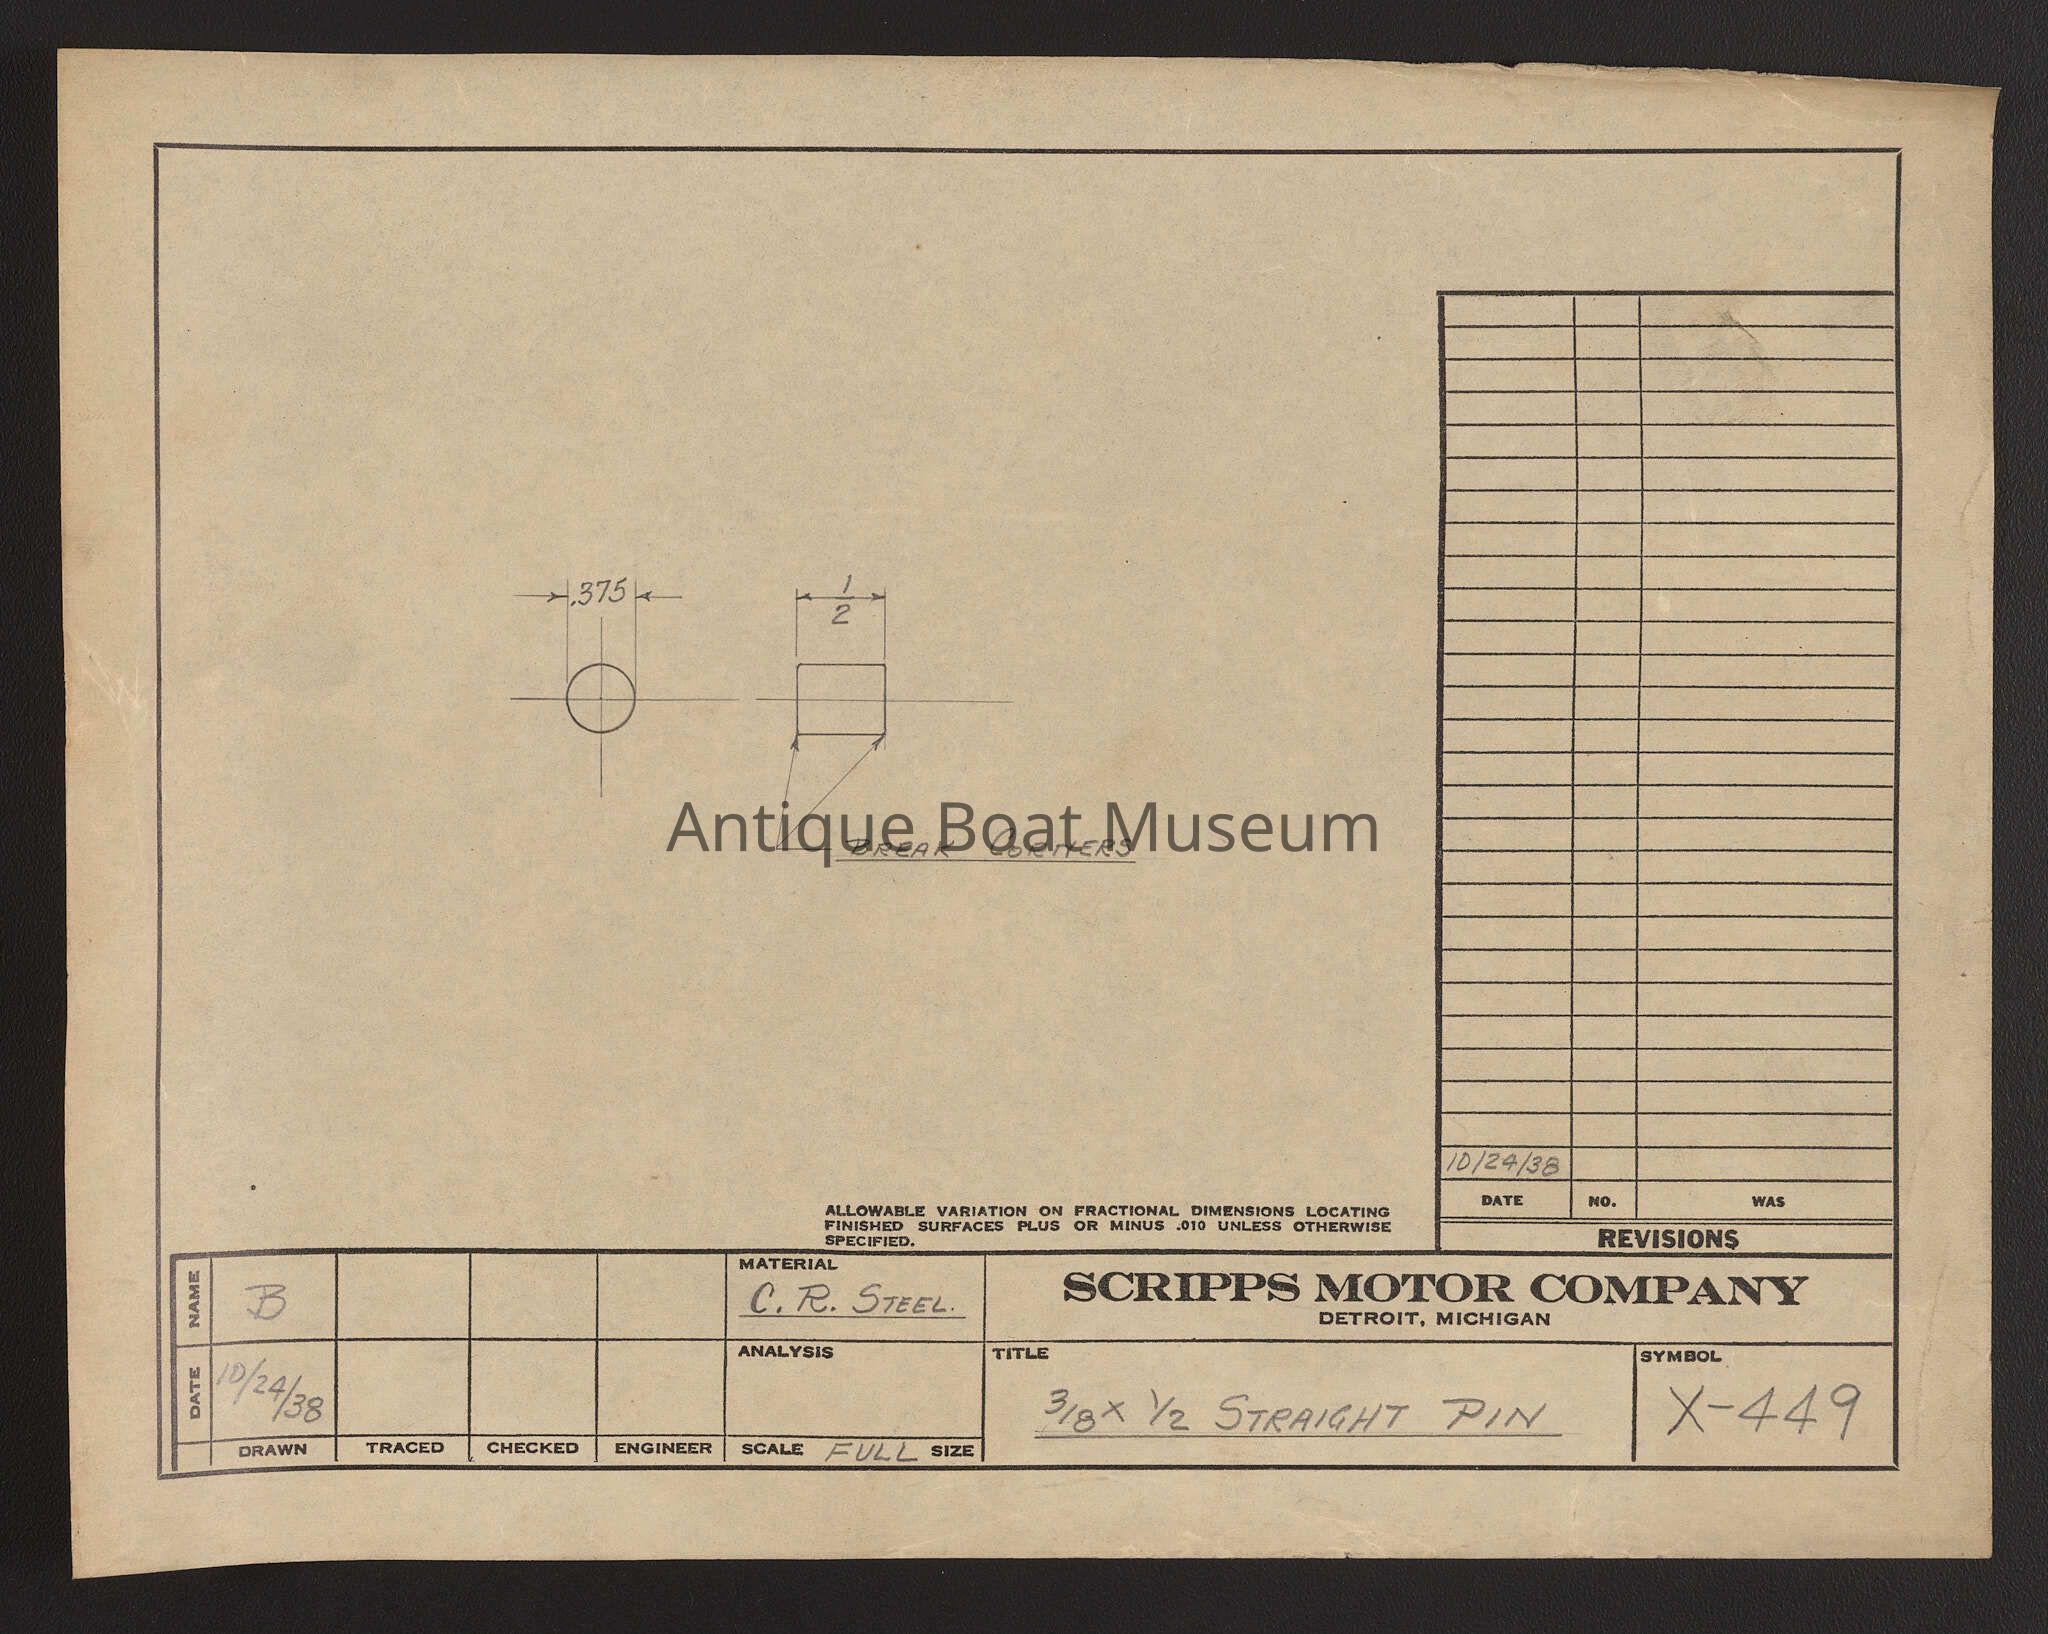 .375
1
2
BREAK CORNERS
Antique Boat Museum
10/24/38
DATE NO. WAS
REVISIONS
ALLOWABLE VARIATION ON FRACTIONAL DIMENSIONS LOCATING
FINISHED SURFACES PLUS OR MINUS .010 UNLESS OTHERWISE
SPECIFIED.
NAME
B
DATE
10/24/38
DRAWN TRACED CHECKED ENGINEER
MATERIAL
C. R. STEEL.
ANALYSIS
SCALE FULL SIZE
SCRIPPS MOTOR COMPANY
DETROIT, MICHIGAN
TITLE
3/8 x 1/2 STRAIGHT PIN
SYMBOL
X-449